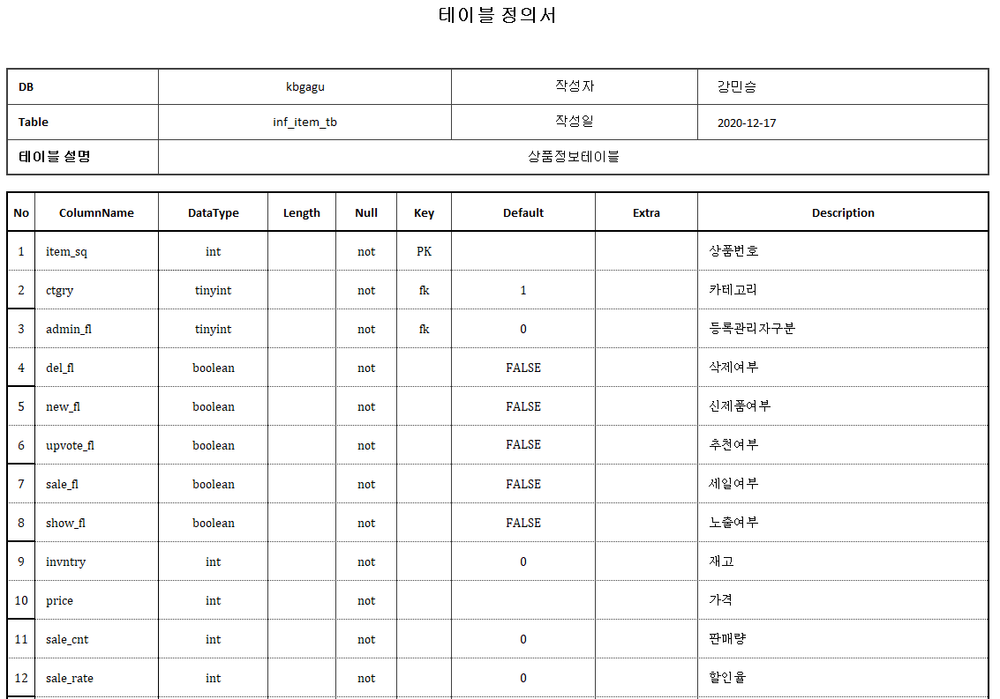 테이블 정의서
DB kbgagu 작성자 강민승
Table inf_item_tb 작성일 2020-12-17
테이블 설명 상품정보테이블
No ColumnName DataType Length Null Key Default Extra Description
1 item_sq int not PK 상품번호
2 ctgry tinyint not fk 1 카테고리
3 admin_fl tinyint not fk 0 등록관리자구분
4 del_fl boolean not FALSE 삭제여부
5 new_fl boolean not FALSE 신제품여부
6 upvote_fl boolean not FALSE 추천여부
7 sale_fl boolean not FALSE 세일여부
8 show_fl boolean not FALSE 노출여부
9 invntry int not 0 재고
10 price int not 가격
11 sale_cnt int not 0 판매량
12 sale_rate int not 0 할인율